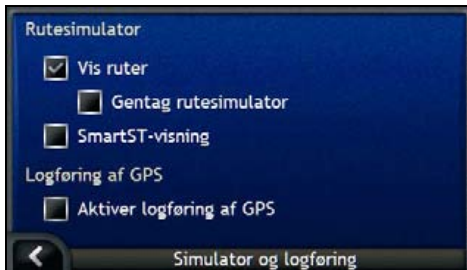 Rutesimulator
Vis ruter
Gentag rutesimulator
SmartST-visning
Logføring af GPS
Aktiver logføring af GPS
Simulator og logføring